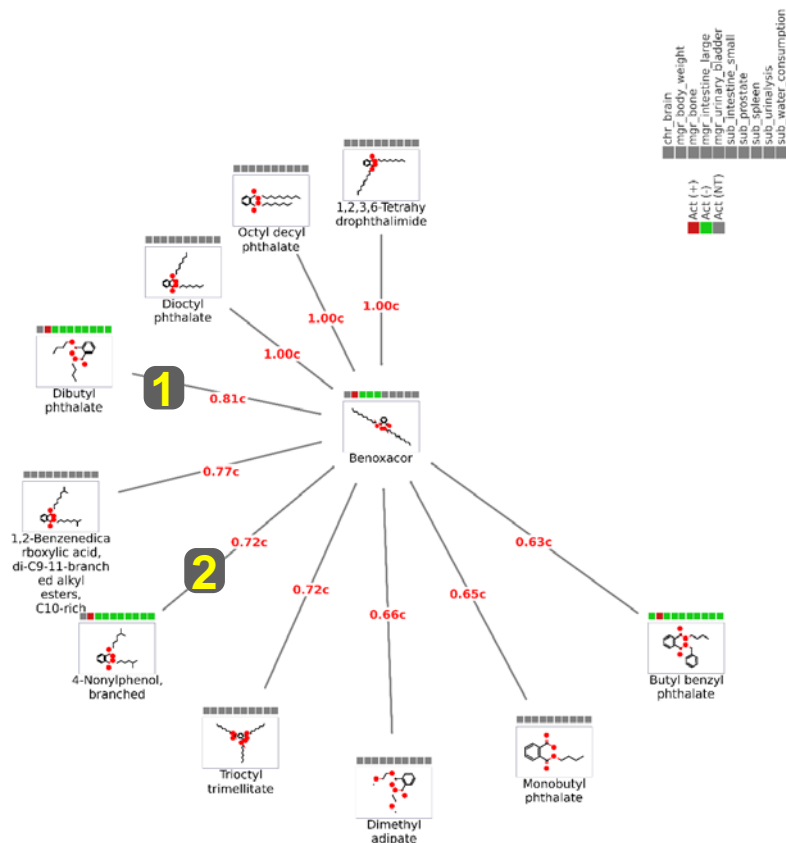 chr_brain
mgr_body_weight
mgr_bone
mgr_intestine_large
mgr_urinary_bladder
sub_intestine_small
sub_prostate
sub_spleen
sub_urinalysis
sub_water_consumption
Act (+)
Act (-)
Act (NT)
1,2,3,6-Tetrahy
drophthalimide
Octyl decyl
phthalate
Dioctyl
phthalate
1.00c
1.00c
1.00c
Dibutyl
phthalate
1
0.81c
Benoxacor
0.77c
1,2-Benzenedica
rboxylic acid,
di-C9-11-branch
ed alkyl
esters,
C10-rich
0.72c
2
0.63c
0.72c
0.66c
0.65c
4-Nonylphenol,
branched
Butyl benzyl
phthalate
Trioctyl
trimellitate
Monobutyl
phthalate
Dimethyl
adipate